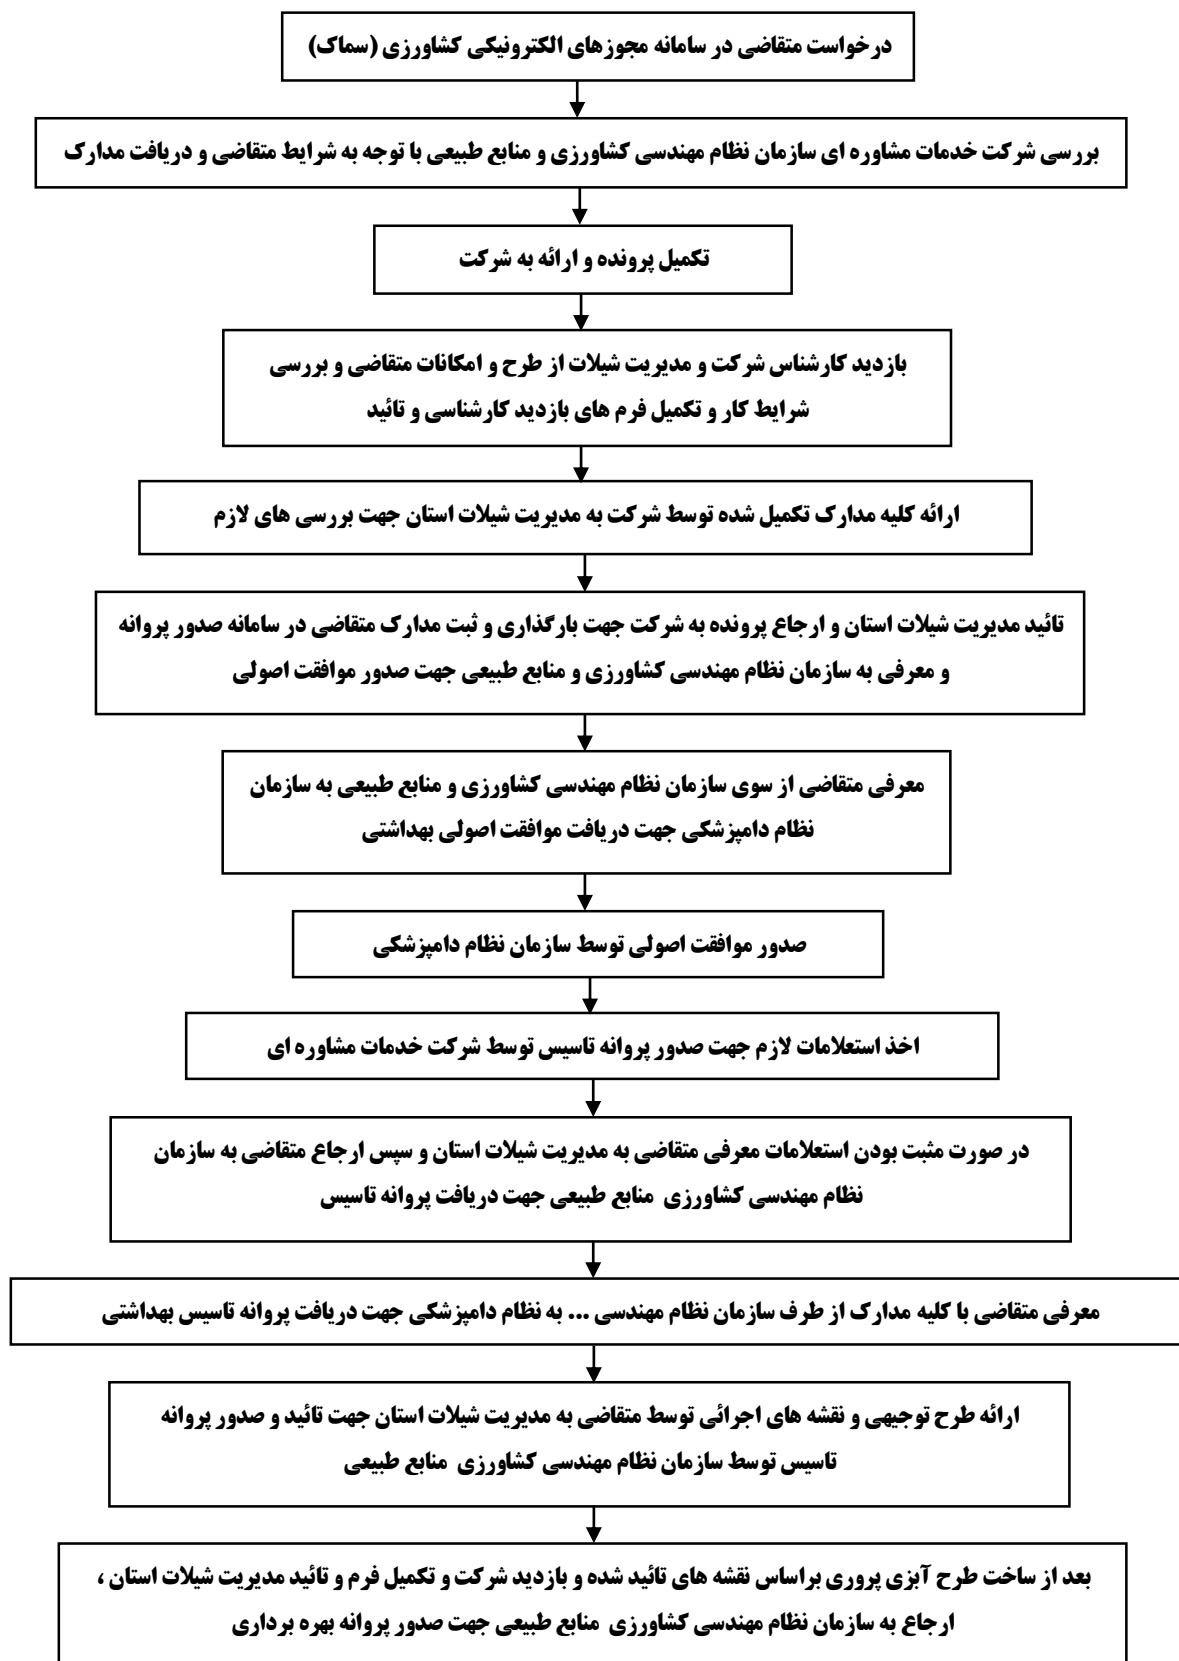 درخواست متقاضی در سامانه مجوزهای الکترونیکی کشاورزی (سماک)
بررسی شرکت خدمات مشاوره ای سازمان نظام مهندسی کشاورزی و منابع طبیعی با توجه به شرایط متقاضی و دریافت مدارک
تکمیل پرونده و ارائه به شرکت
بازدید کارشناس شرکت و مدیریت شیلات از طرح و امکانات متقاضی و بررسی
شرایط کار و تکمیل فرم های بازدید کارشناسی و تائید
ارائه کلیه مدارک تکمیل شده توسط شرکت به مدیریت شیلات استان جهت بررسی های لازم
تائید مدیریت شیلات استان و ارجاع پرونده به شرکت جهت بارگذاری و ثبت مدارک متقاضی در سامانه صدور پروانه
و معرفی به سازمان نظام مهندسی کشاورزی و منابع طبیعی جهت صدور موافقت اصولی
معرفی متقاضی از سوی سازمان نظام مهندسی کشاورزی و منابع طبیعی به سازمان
نظام دامپزشکی جهت دریافت موافقت اصولی بهداشتی
صدور موافقت اصولی توسط سازمان نظام دامپزشکی
اخذ استعلامات لازم جهت صدور پروانه تاسیس توسط شرکت خدمات مشاوره ای
در صورت مثبت بودن استعلامات معرفی متقاضی به مدیریت شیلات استان و سپس ارجاع متقاضی به سازمان
نظام مهندسی کشاورزی منابع طبیعی جهت دریافت پروانه تاسیس
معرفی متقاضی با کلیه مدارک از طرف سازمان نظام مهندسی ... به نظام دامپزشکی جهت دریافت پروانه تاسیس بهداشتی
ارائه طرح توجیهی و نقشه های اجرائی توسط متقاضی به مدیریت شیلات استان جهت تائید و صدور پروانه
تاسیس توسط سازمان نظام مهندسی کشاورزی منابع طبیعی
بعد از ساخت طرح آبزی پروری براساس نقشه های تائید شده و بازدید شرکت و تکمیل فرم و تائید مدیریت شیلات استان ،
ارجاع به سازمان نظام مهندسی کشاورزی منابع طبیعی جهت صدور پروانه بهره برداری